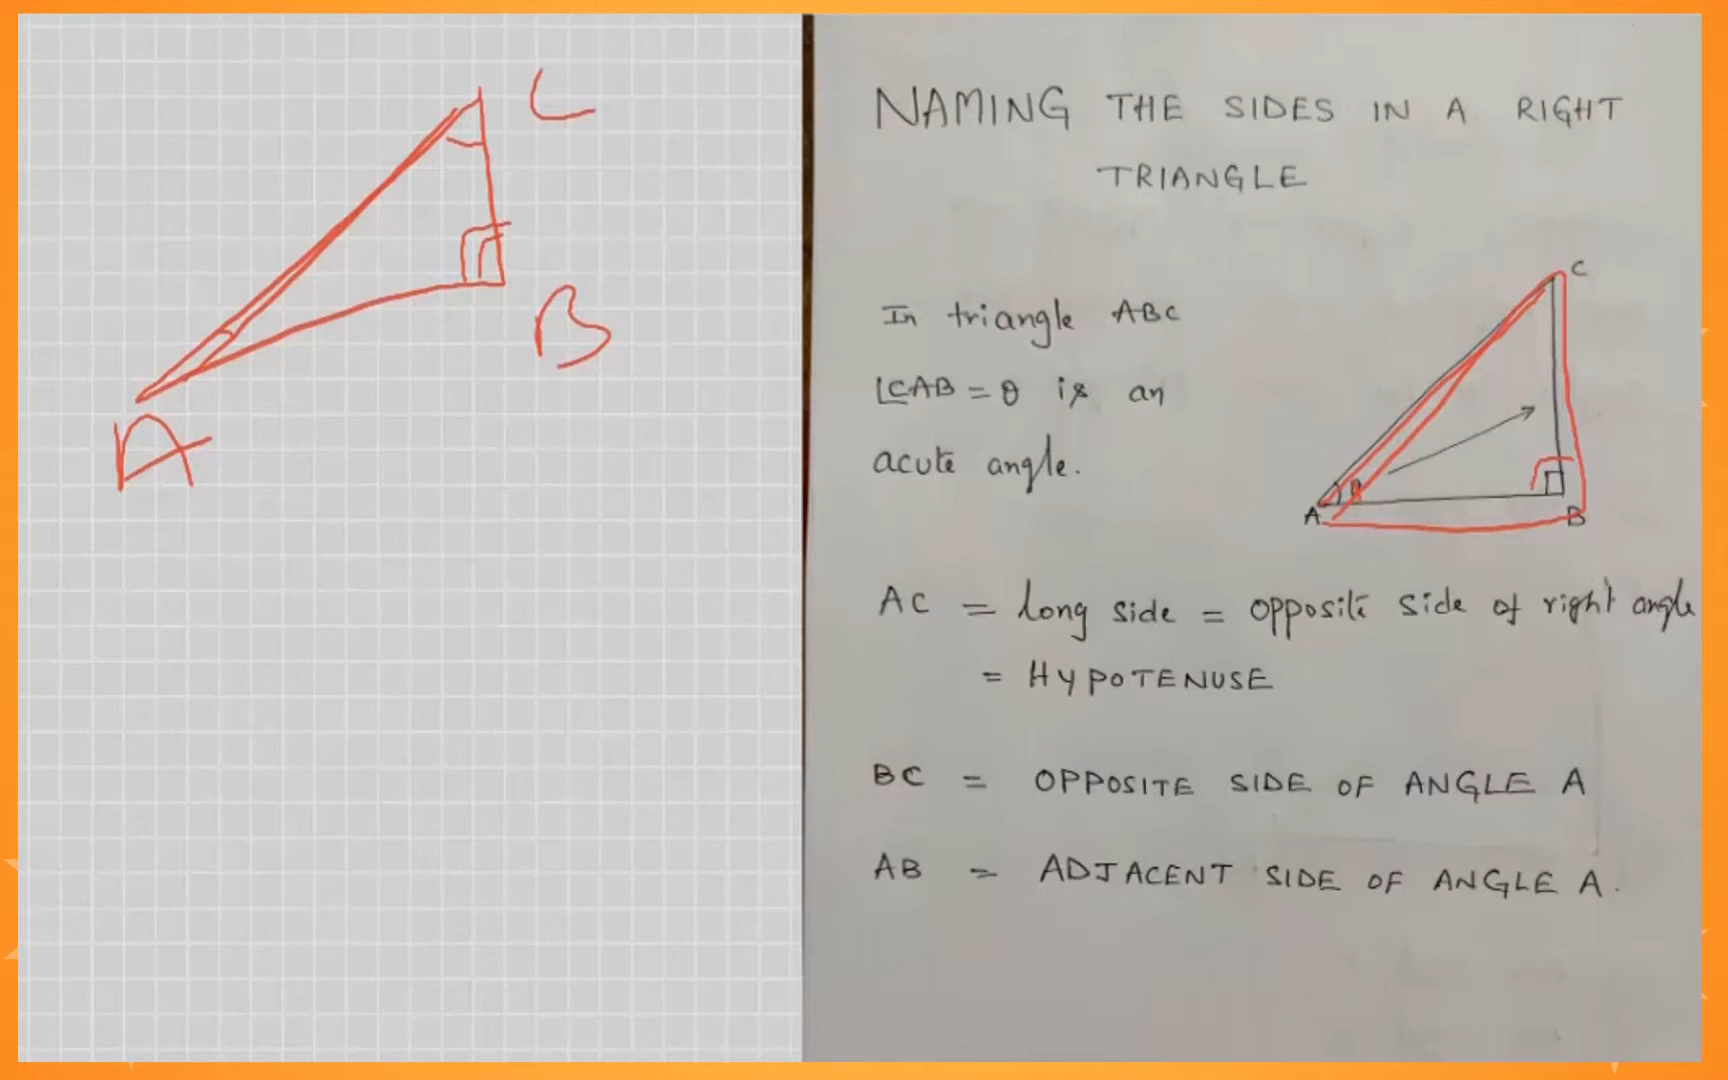 C
B
A
NAMING THE SIDES IN A RIGHT
TRIANGLE
In triangle ABC
∠CAB = θ is an
acute angle.
C
θ
A
B
AC = long side = opposite side of right angle
= HYPOTENUSE
BC = OPPOSITE SIDE OF ANGLE A
AB = ADJACENT SIDE OF ANGLE A.